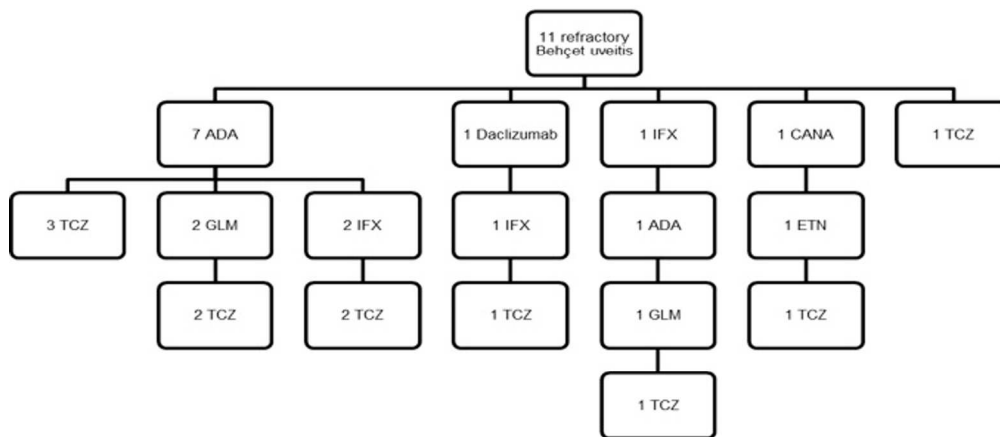 11 refractory
Behçet uveitis
7 ADA
1 Daclizumab
1 IFX
1 CANA
1 TCZ
3 TCZ
2 GLM
2 IFX
1 IFX
1 ADA
1 ETN
2 TCZ
2 TCZ
1 TCZ
1 GLM
1 TCZ
1 TCZ